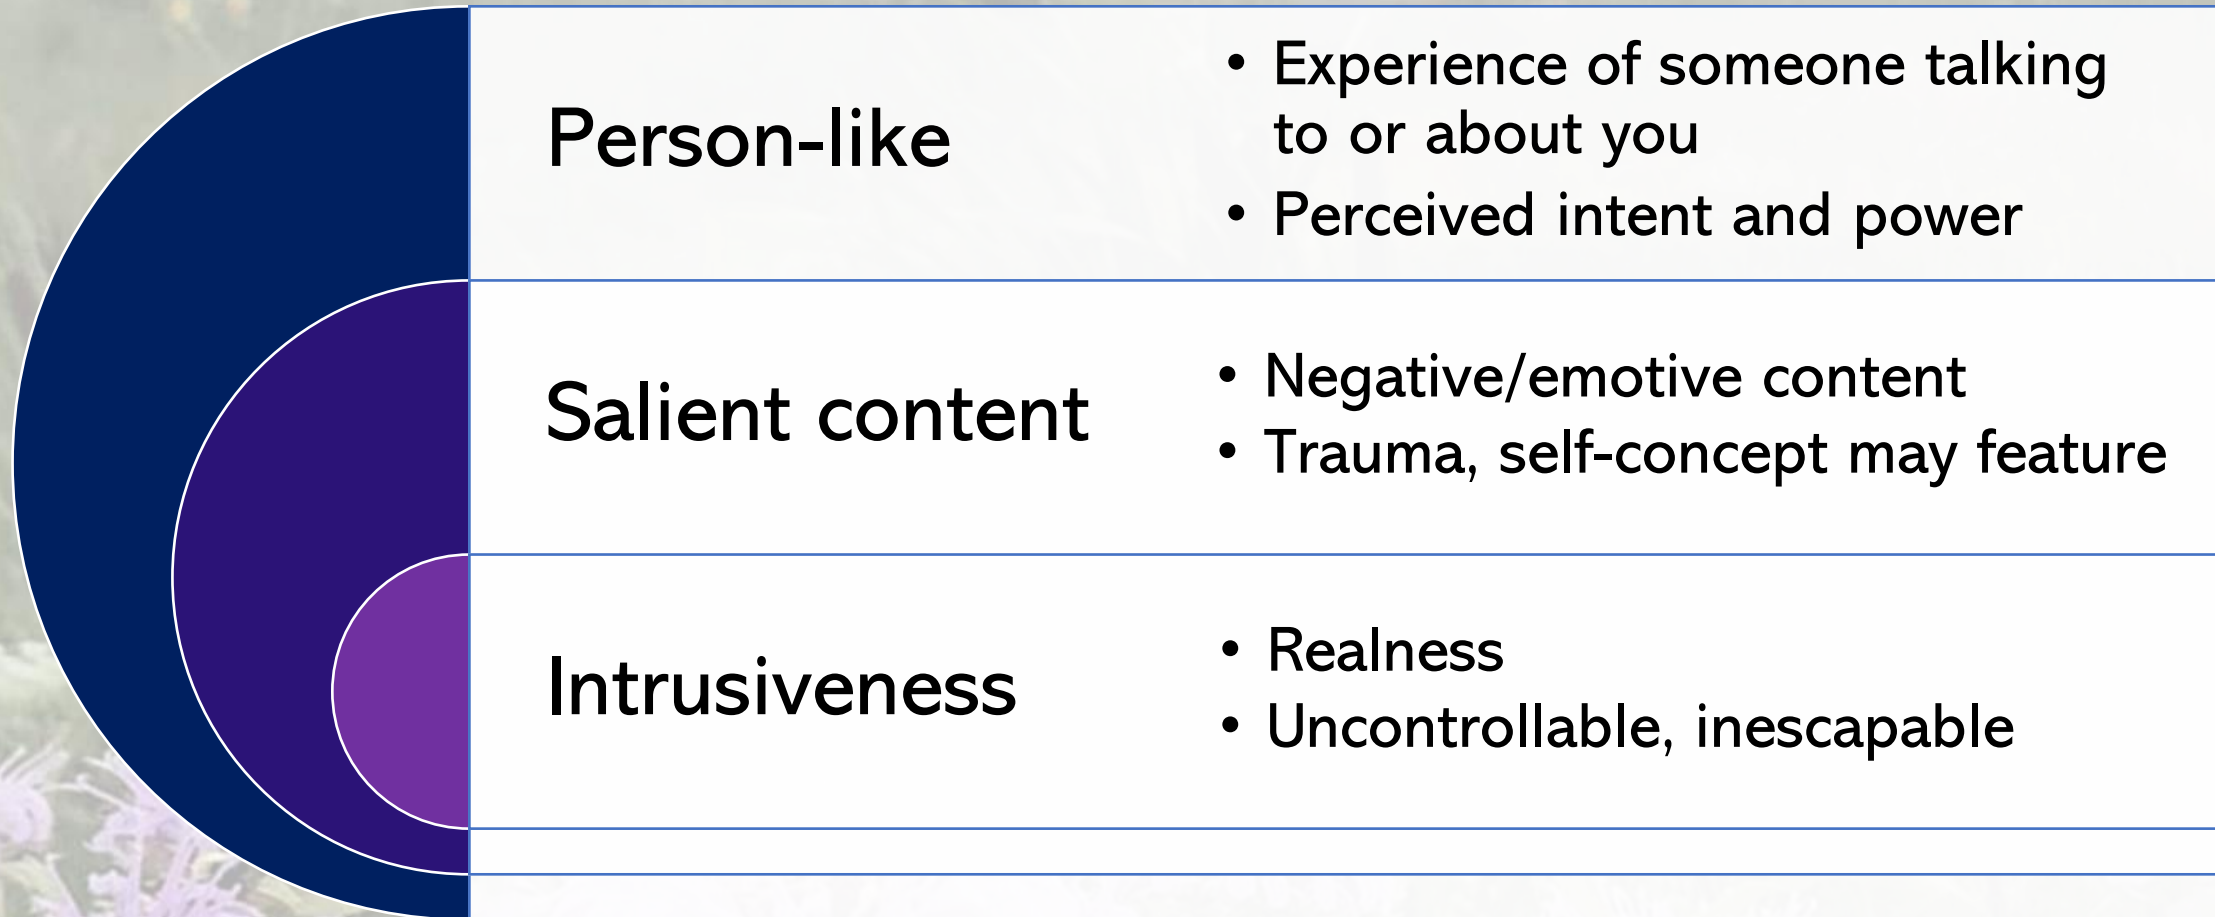 Person-like
• Experience of someone talking
to or about you
• Perceived intent and power
Salient content
• Negative/emotive content
• Trauma, self-concept may feature
Intrusiveness
• Realness
• Uncontrollable, inescapable